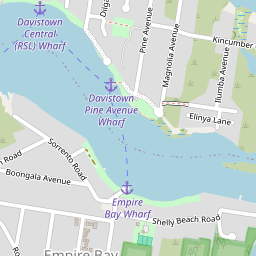 Davistown
Central
(RSL) Wharf
Pine Avenue
Magnolia Avenue
Kincumber
Ilumba Avenue
Davistown
Pine Avenue
Wharf
Elinya Lane
Sorrento Road
Road
Boongala Avenue
Empire
Bay Wharf
Shelly Beach Road
Empire Bay